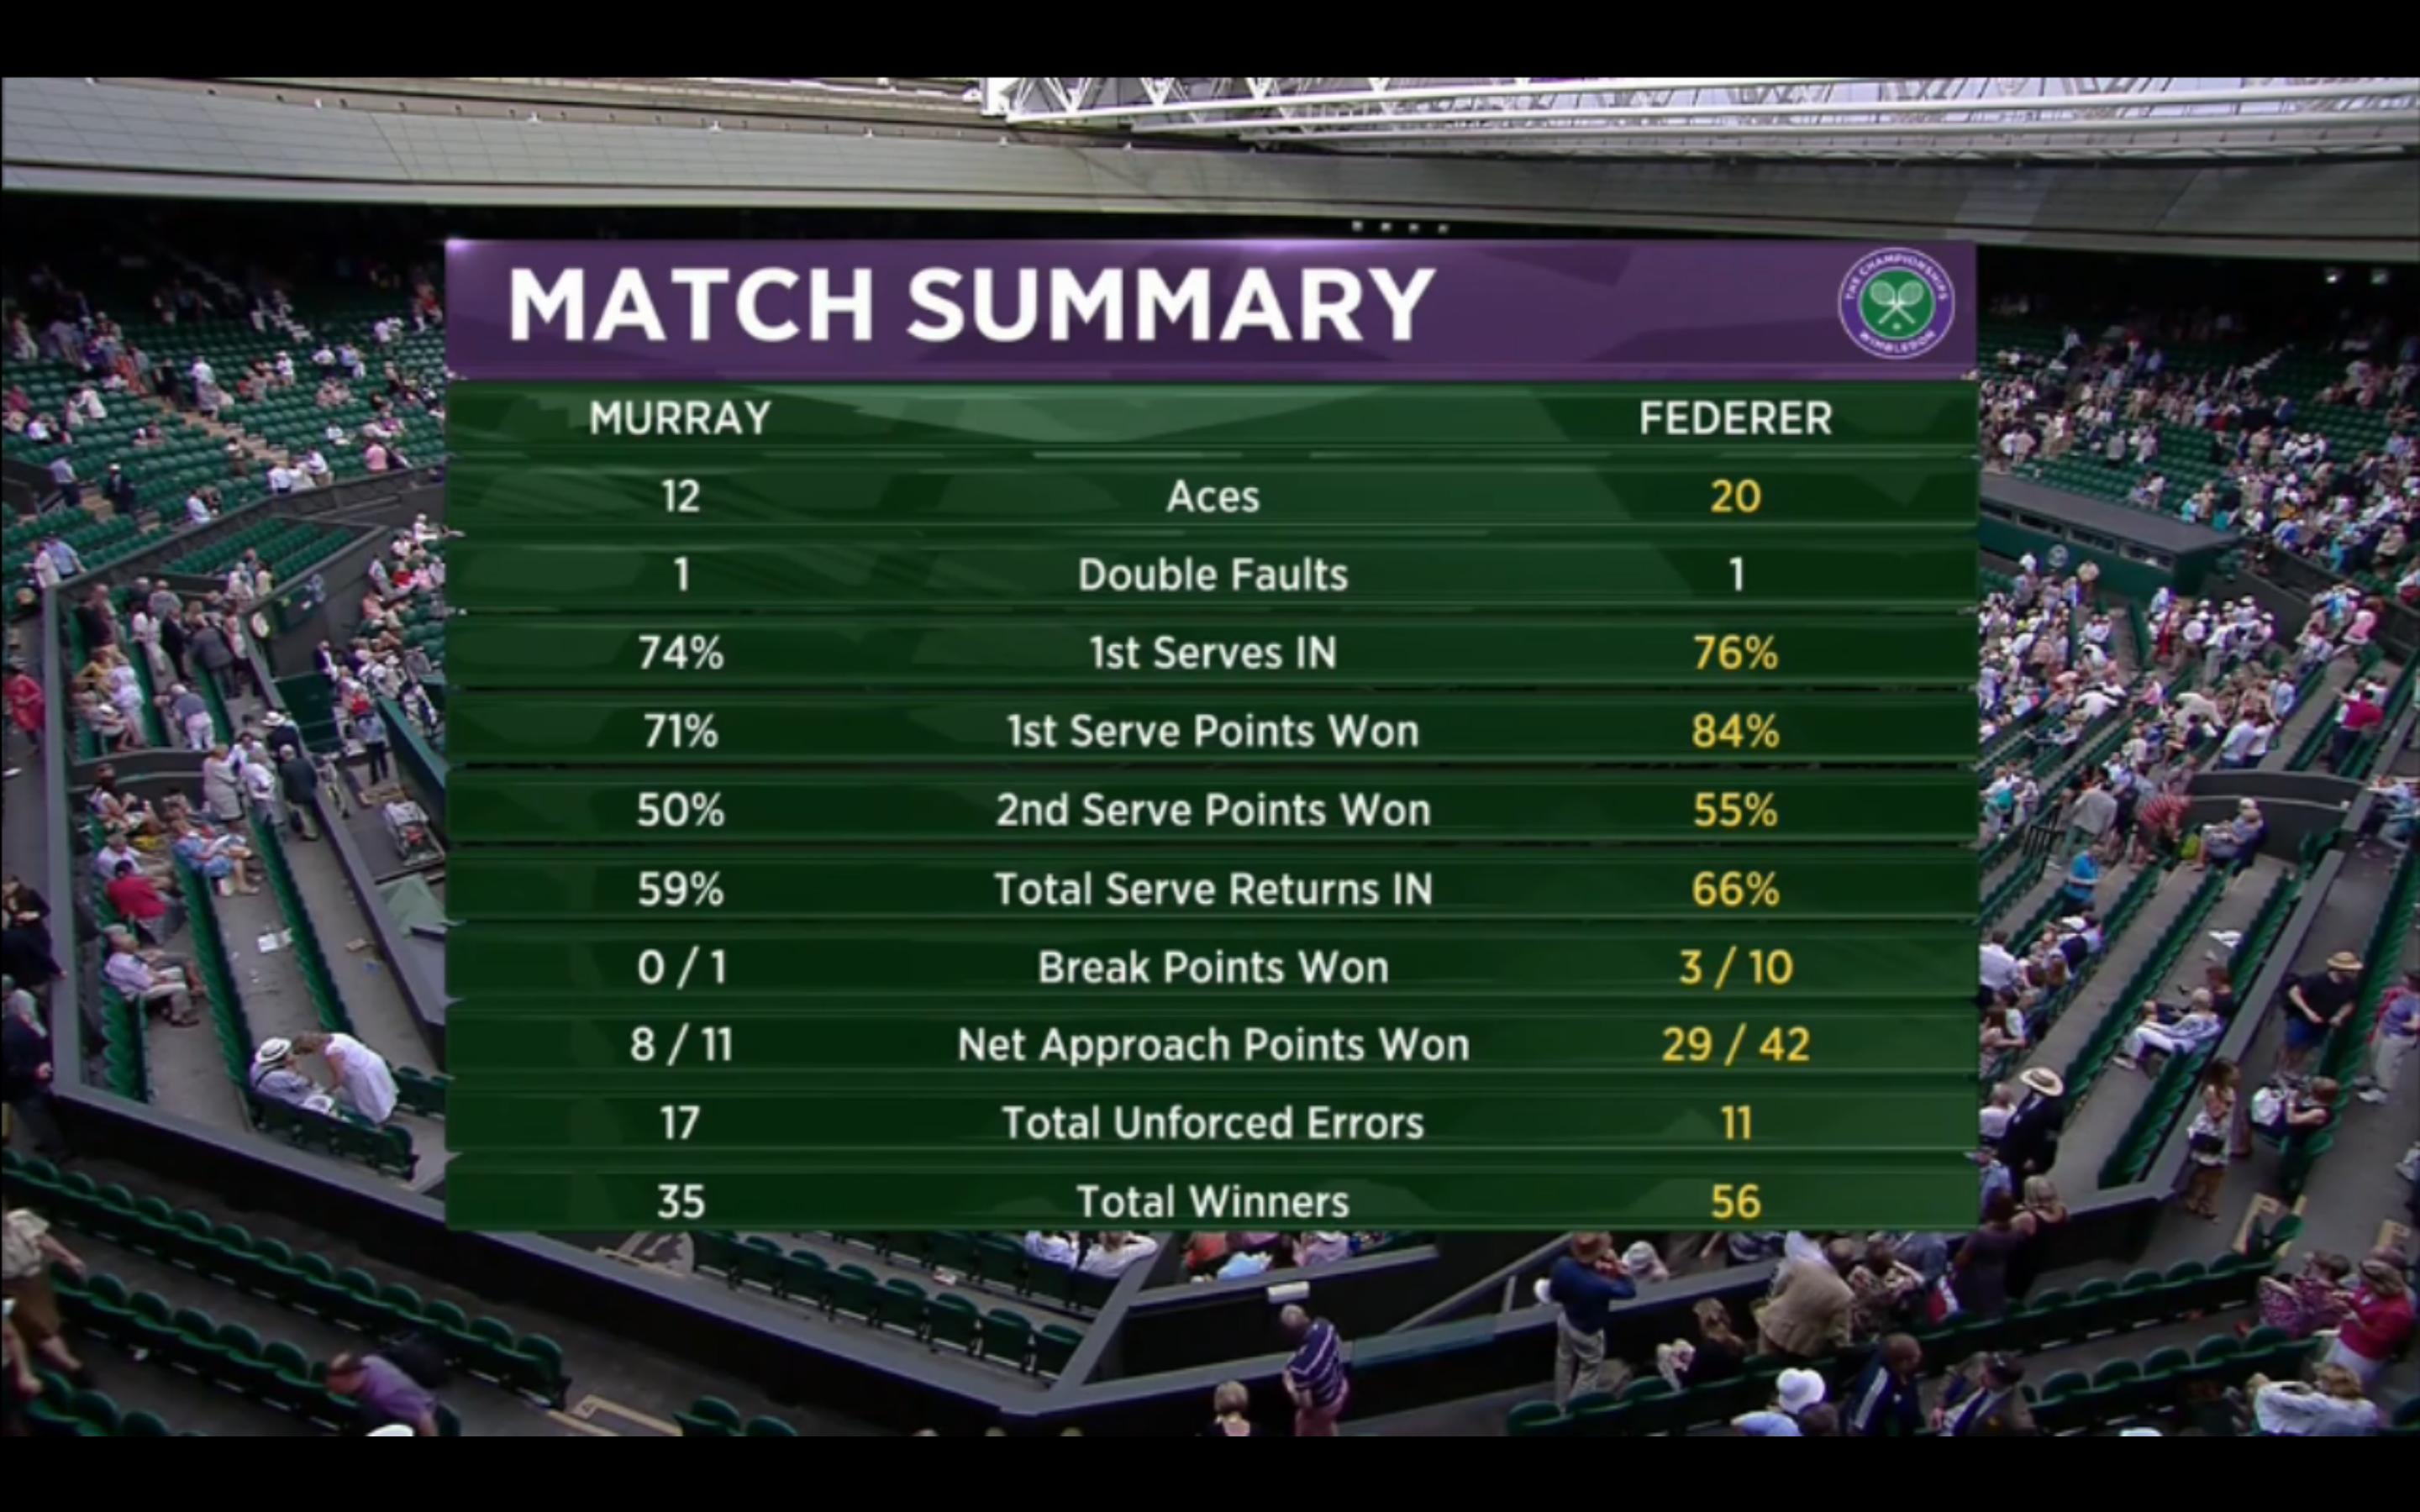 MATCH SUMMARY
THE CHAMPIONSHIPS
WIMBLEDON
MURRAY FEDERER
12 Aces 20
1 Double Faults 1
74% 1st Serves IN 76%
71% 1st Serve Points Won 84%
50% 2nd Serve Points Won 55%
59% Total Serve Returns IN 66%
0 / 1 Break Points Won 3 / 10
8 / 11 Net Approach Points Won 29 / 42
17 Total Unforced Errors 11
35 Total Winners 56